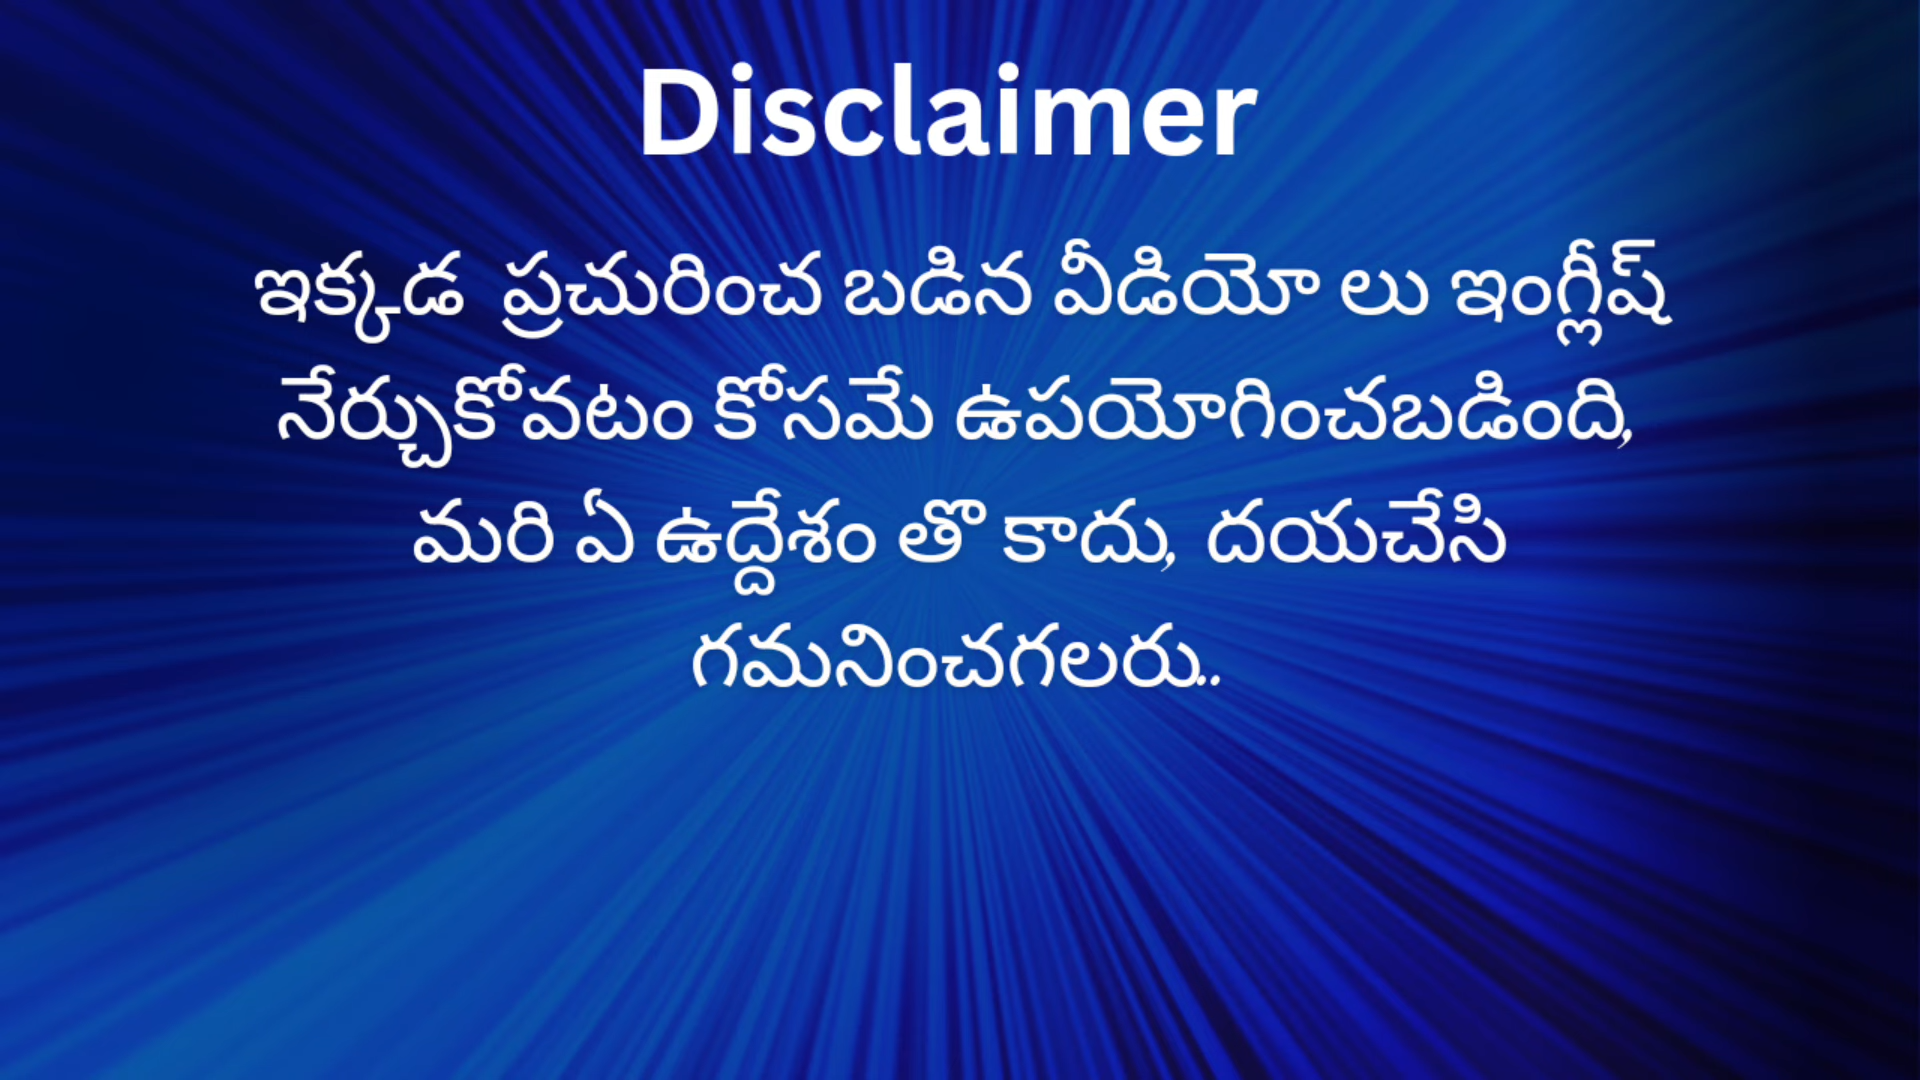 Disclaimer
ఇక్కడ ప్రచురించ బడిన వీడియో లు ఇంగ్లీష్
నేర్చుకోవటం కోసమే ఉపయోగించబడింది,
మరి ఏ ఉద్దేశం తొ కాదు, దయచేసి
గమనించగలరు..